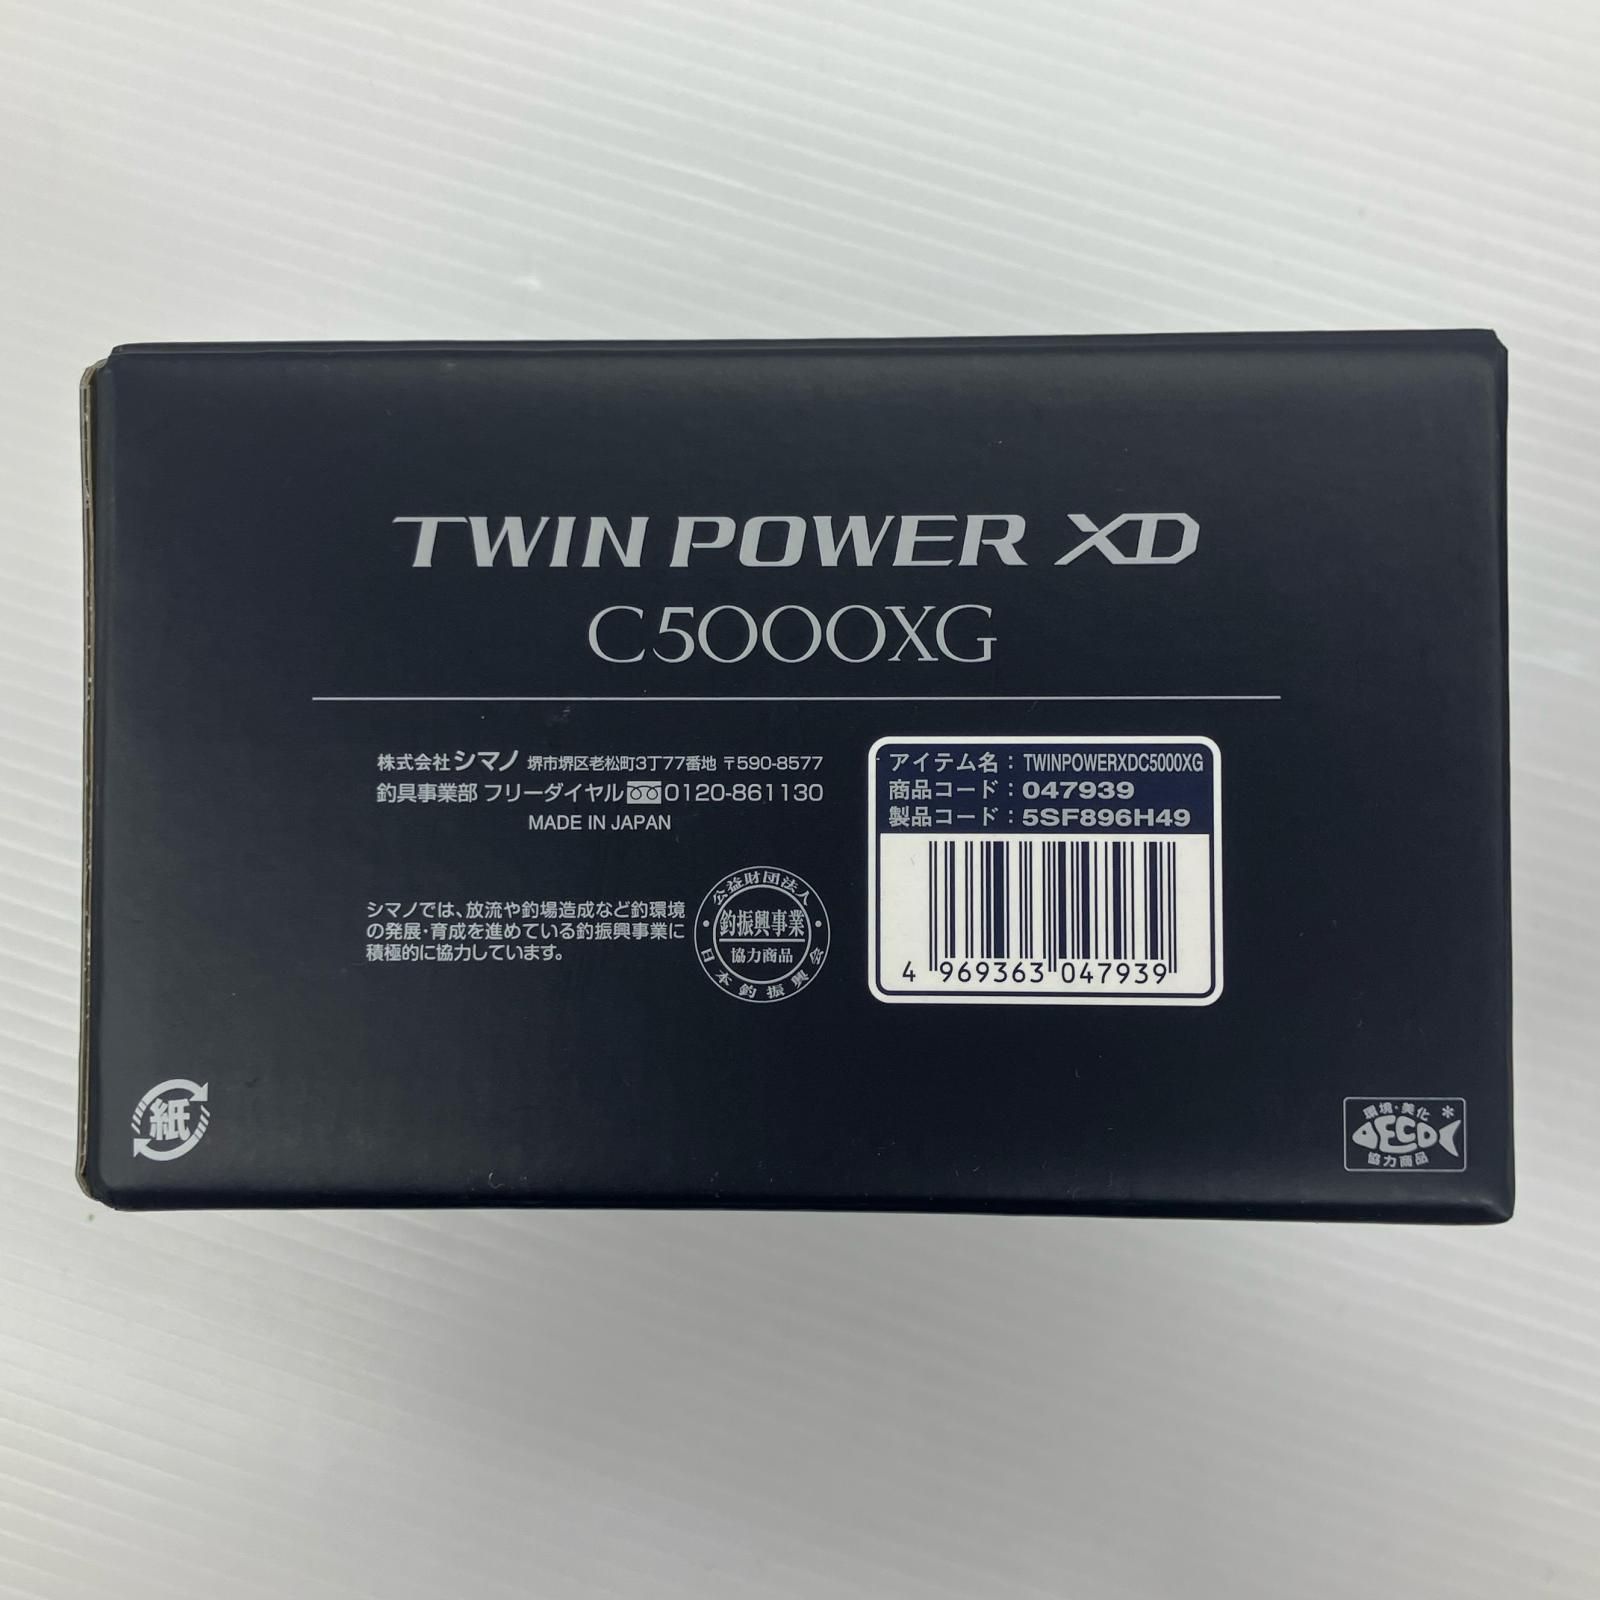 TWIN POWER XD
C5000XG
株式会社シマノ 堺市堺区老松町3丁77番地 〒590-8577
釣具事業部 フリーダイヤル 0120-861130
MADE IN JAPAN
シマノでは、放流や釣場造成など釣環境
の発展・育成を進めている釣振興事業に
積極的に協力しています。
公益財団法人
釣振興事業
協力商品
日本釣振興会
アイテム名：TWINPOWERXDC5000XG
商品コード：047939
製品コード：5SF896H49
4 969363 047939
紙
環境・美化
ECO
協力商品